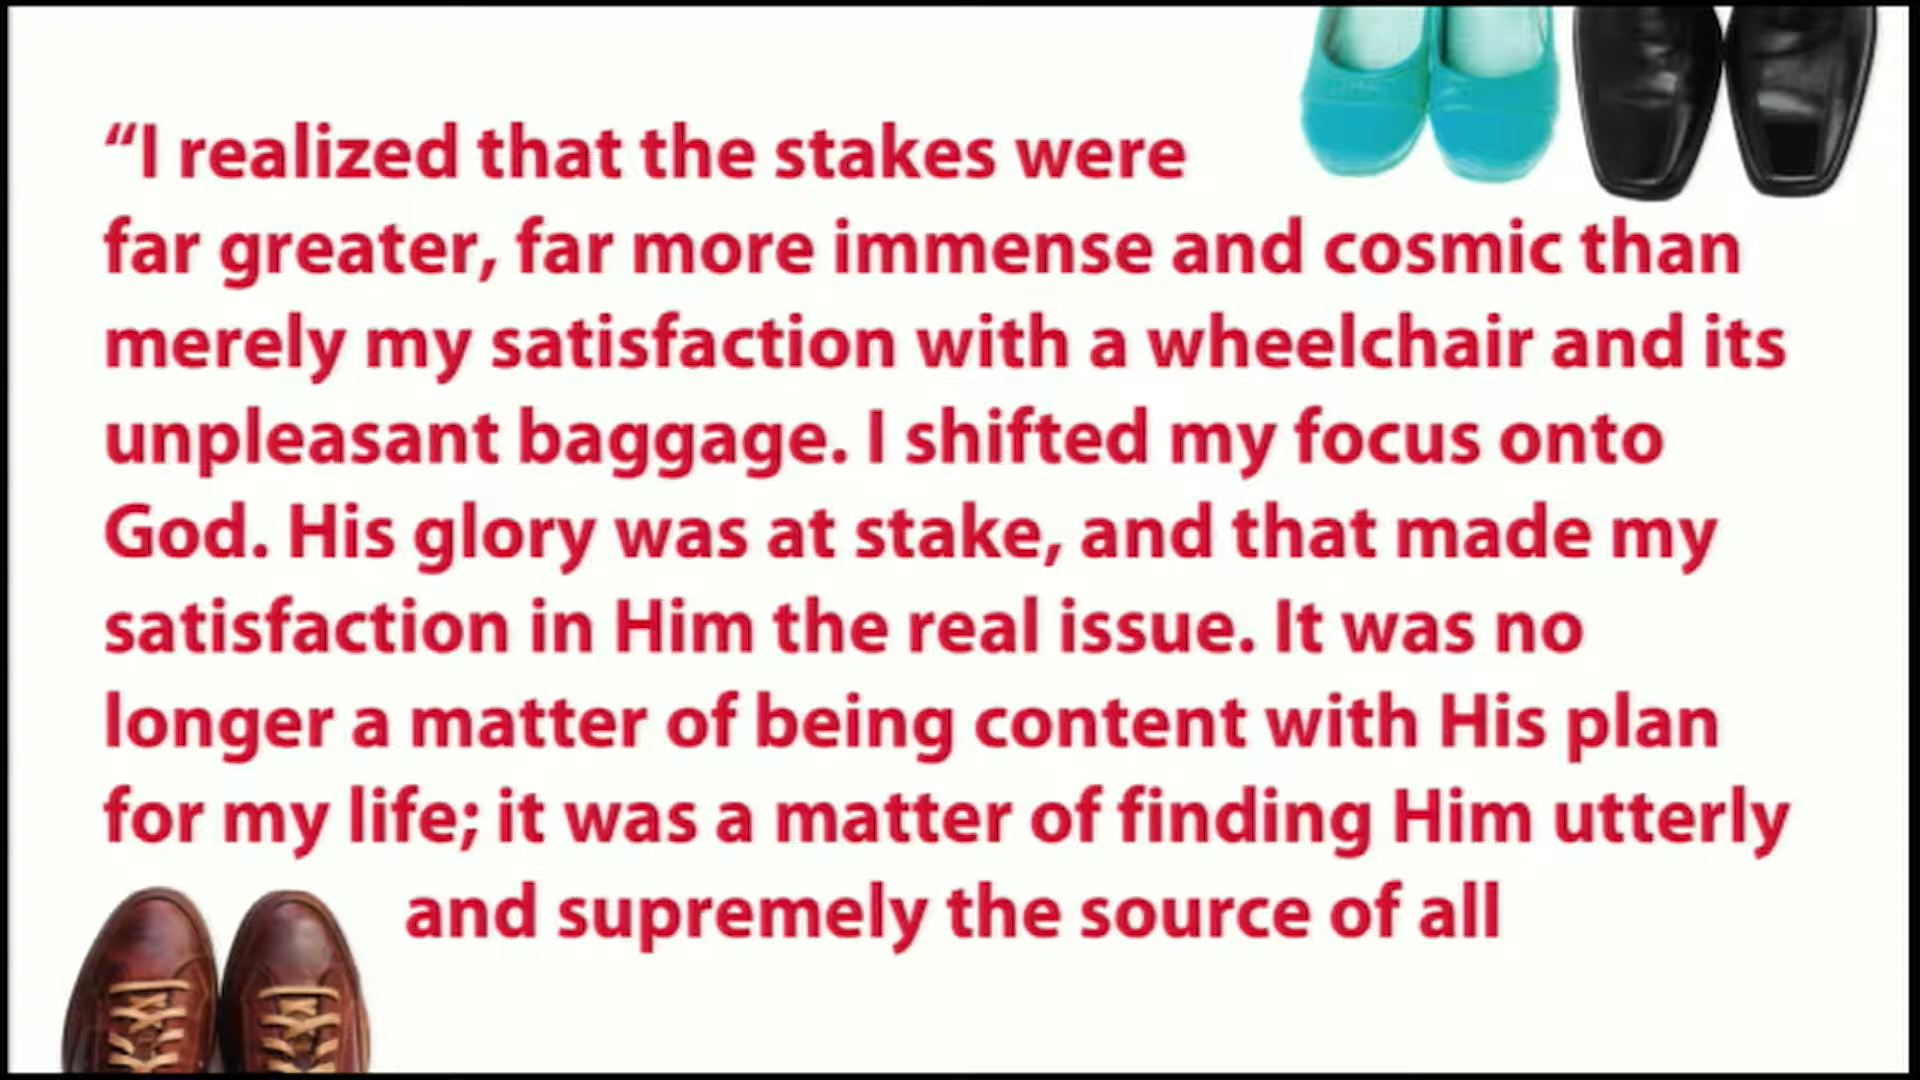 “I realized that the stakes were
far greater, far more immense and cosmic than
merely my satisfaction with a wheelchair and its
unpleasant baggage. I shifted my focus onto
God. His glory was at stake, and that made my
satisfaction in Him the real issue. It was no
longer a matter of being content with His plan
for my life; it was a matter of finding Him utterly
and supremely the source of all